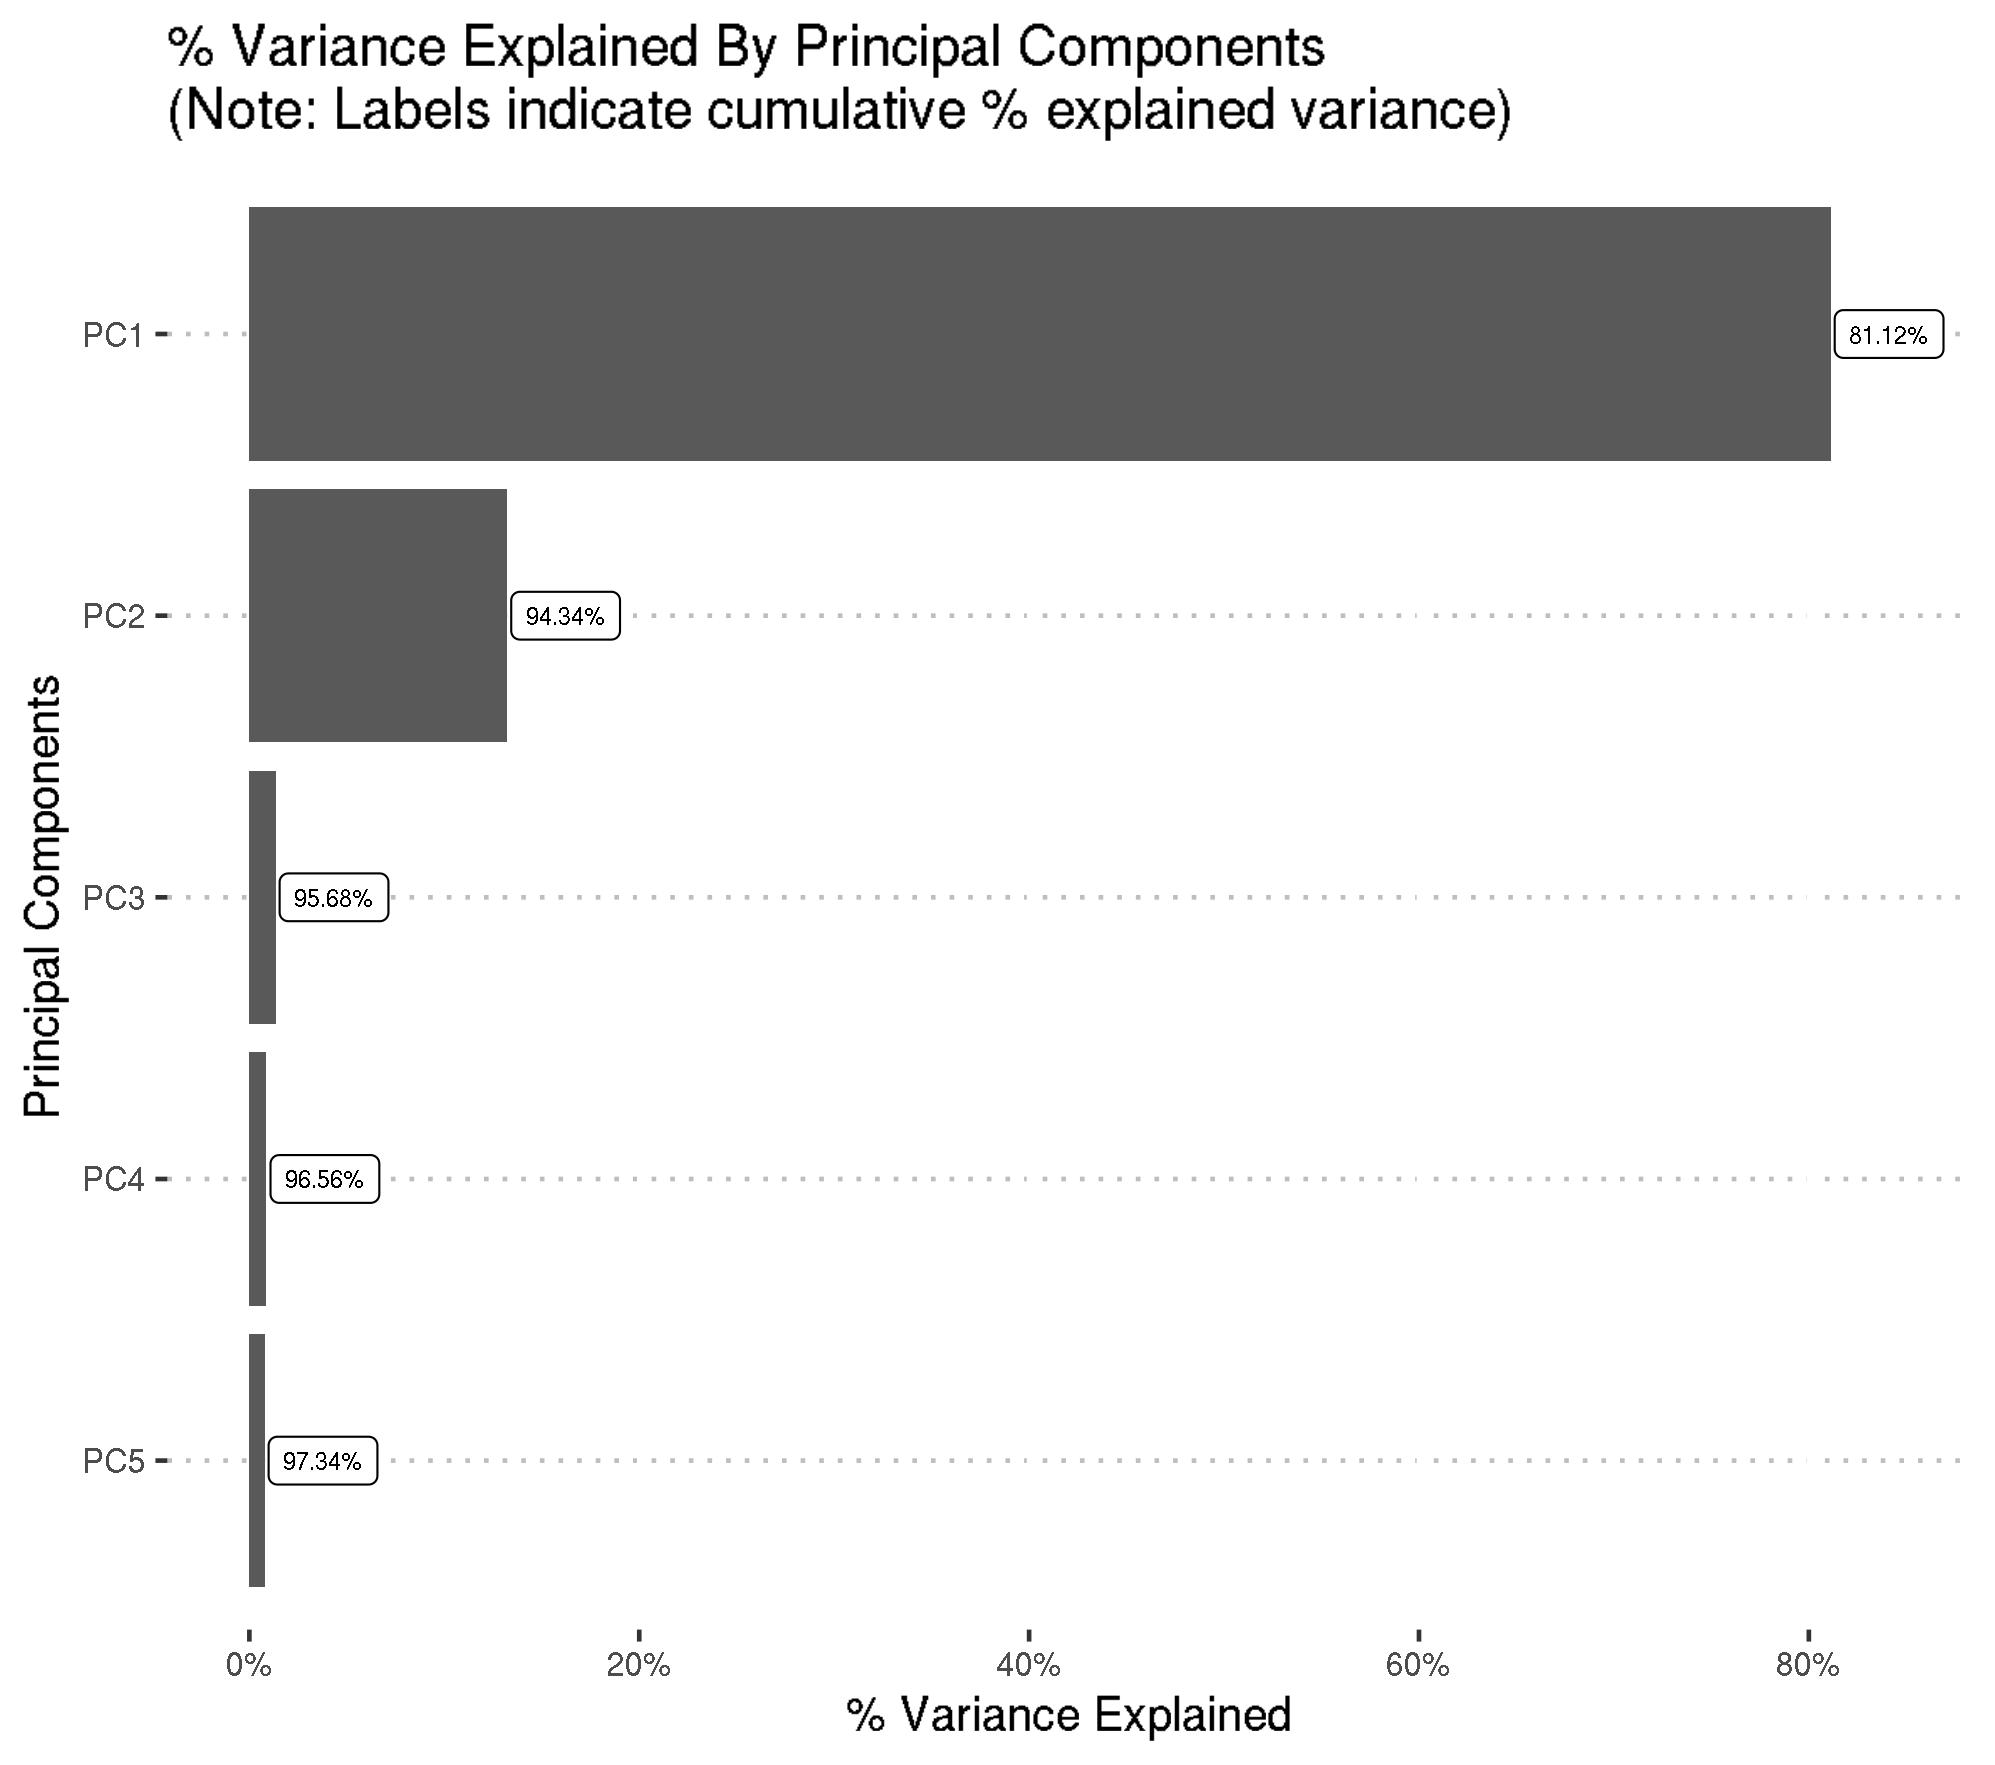 % Variance Explained By Principal Components
(Note: Labels indicate cumulative % explained variance)
PC1
81.12%
PC2
94.34%
PC3
95.68%
PC4
96.56%
PC5
97.34%
Principal Components
0%
20%
40%
60%
80%
% Variance Explained